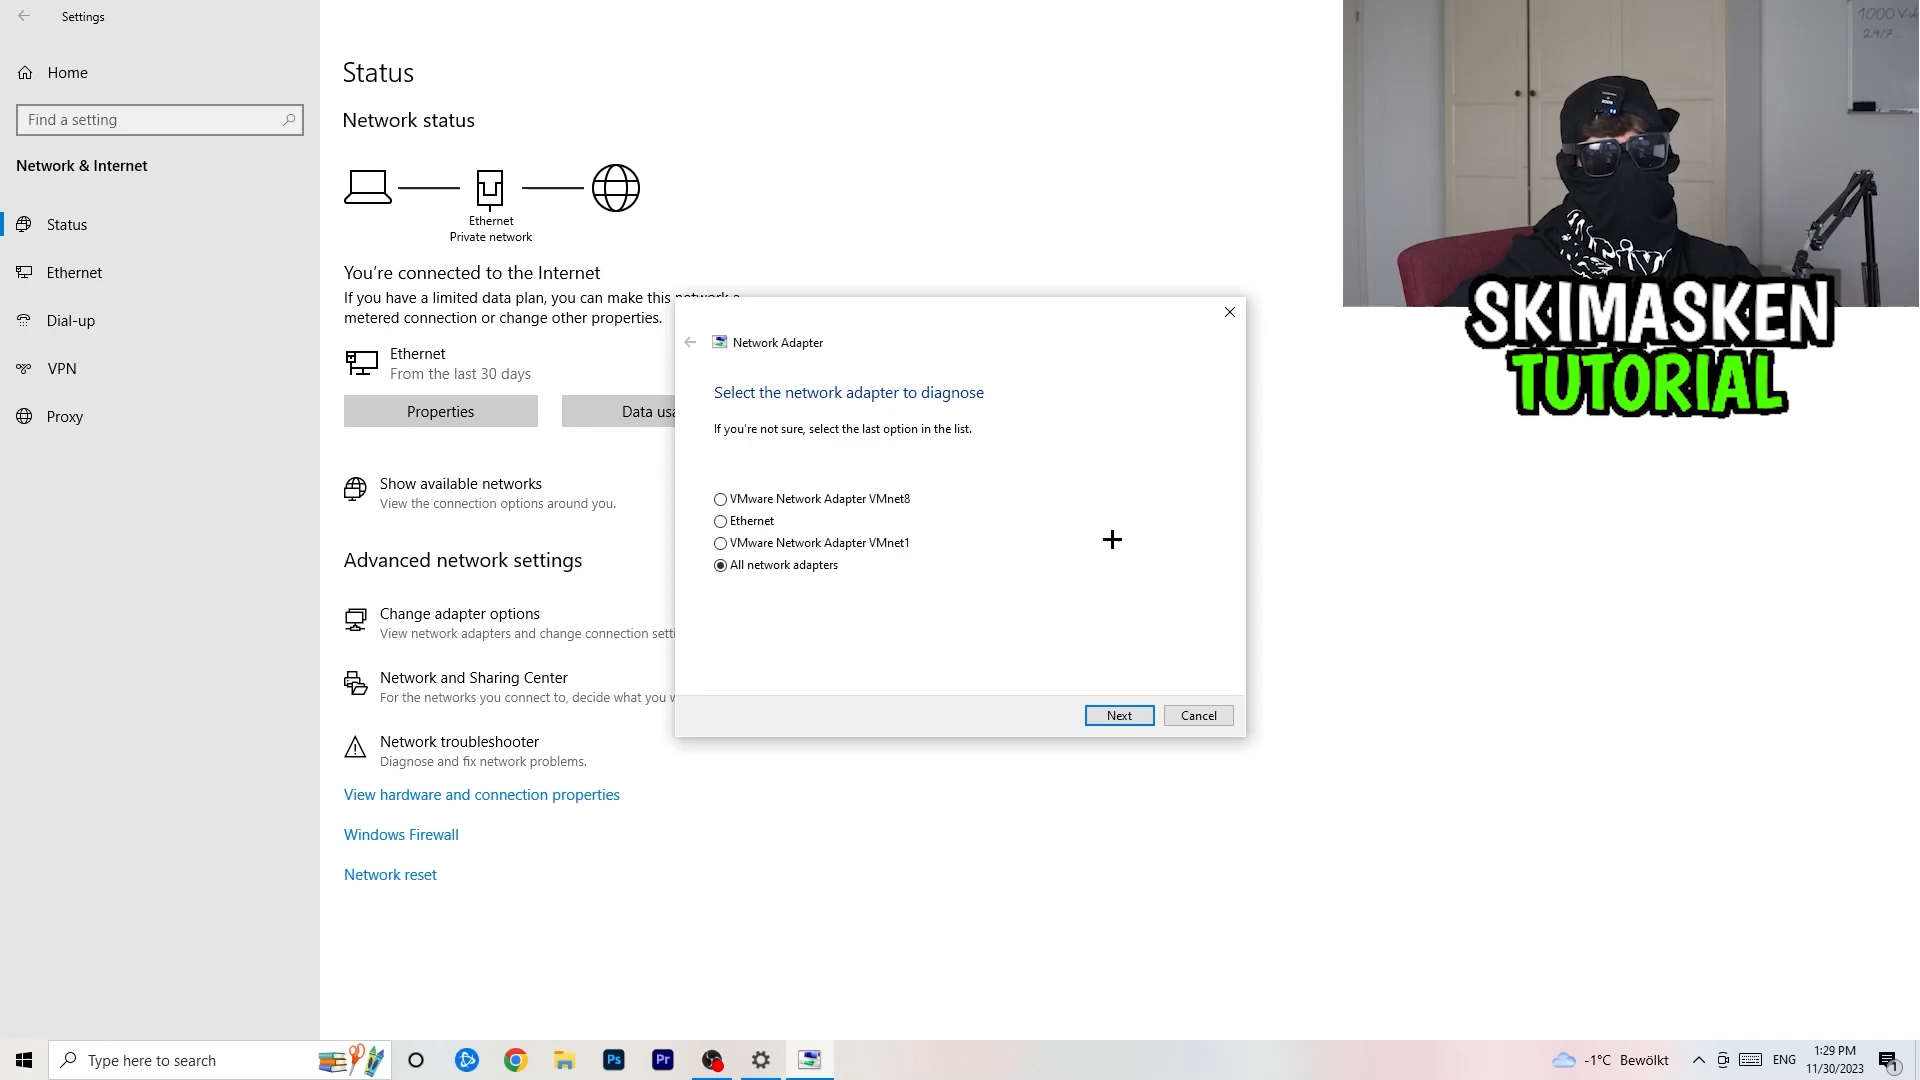 Settings
Home
Find a setting
Network & Internet
Status
Ethernet
Dial-up
VPN
Proxy
Status
Network status
Ethernet
Private network
You're connected to the Internet
If you have a limited data plan, you can make this network a
metered connection or change other properties.
Ethernet
From the last 30 days
Properties
Data usa
Show available networks
View the connection options around you.
Advanced network settings
Change adapter options
View network adapters and change connection setti
Network and Sharing Center
For the networks you connect to, decide what you w
Network troubleshooter
Diagnose and fix network problems.
View hardware and connection properties
Windows Firewall
Network reset
Network Adapter
Select the network adapter to diagnose
If you're not sure, select the last option in the list.
VMware Network Adapter VMnet8
Ethernet
VMware Network Adapter VMnet1
All network adapters
Next
Cancel
1000
24/7
SKIMASKEN
TUTORIAL
Type here to search
Ps
Pr
-1°C Bewölkt
ENG
1:29 PM
11/30/2023
1